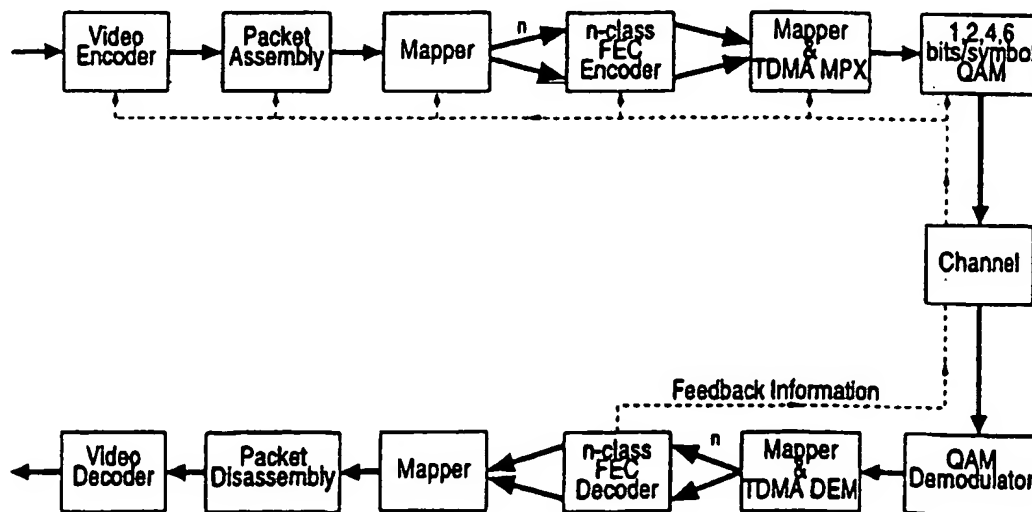 Video
Encoder
Packet
Assembly
Mapper
n
n-class
FEC
Encoder
Mapper
&
TDMA MPX
1,2,4,6
bits/symbol
QAM
Channel
Feedback Information
Video
Decoder
Packet
Disassembly
Mapper
n-class
FEC
Decoder
n
Mapper
&
TDMA DEM
QAM
Demodulator